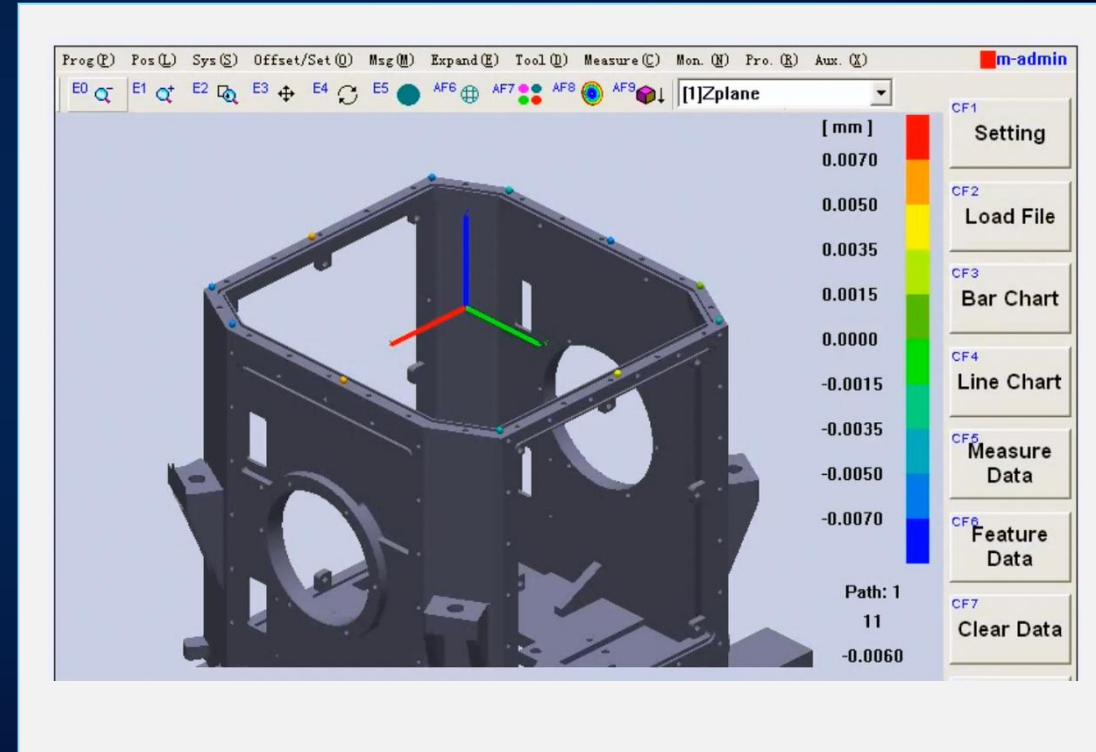 Prog(P) Pos(L) Sys(S) Offset/Set(O) Msg(M) Expand(E) Tool(D) Measure(C) Mon. (N) Pro. (R) Aux. (X) m-admin
E0 E1 E2 E3 E4 E5 AF6 AF7 AF8 AF9 [1]Zplane
[ mm ]
0.0070
0.0050
0.0035
0.0015
0.0000
-0.0015
-0.0035
-0.0050
-0.0070
Path: 1
11
-0.0060
CF1
Setting
CF2
Load File
CF3
Bar Chart
CF4
Line Chart
CF5
Measure
Data
CF6
Feature
Data
CF7
Clear Data